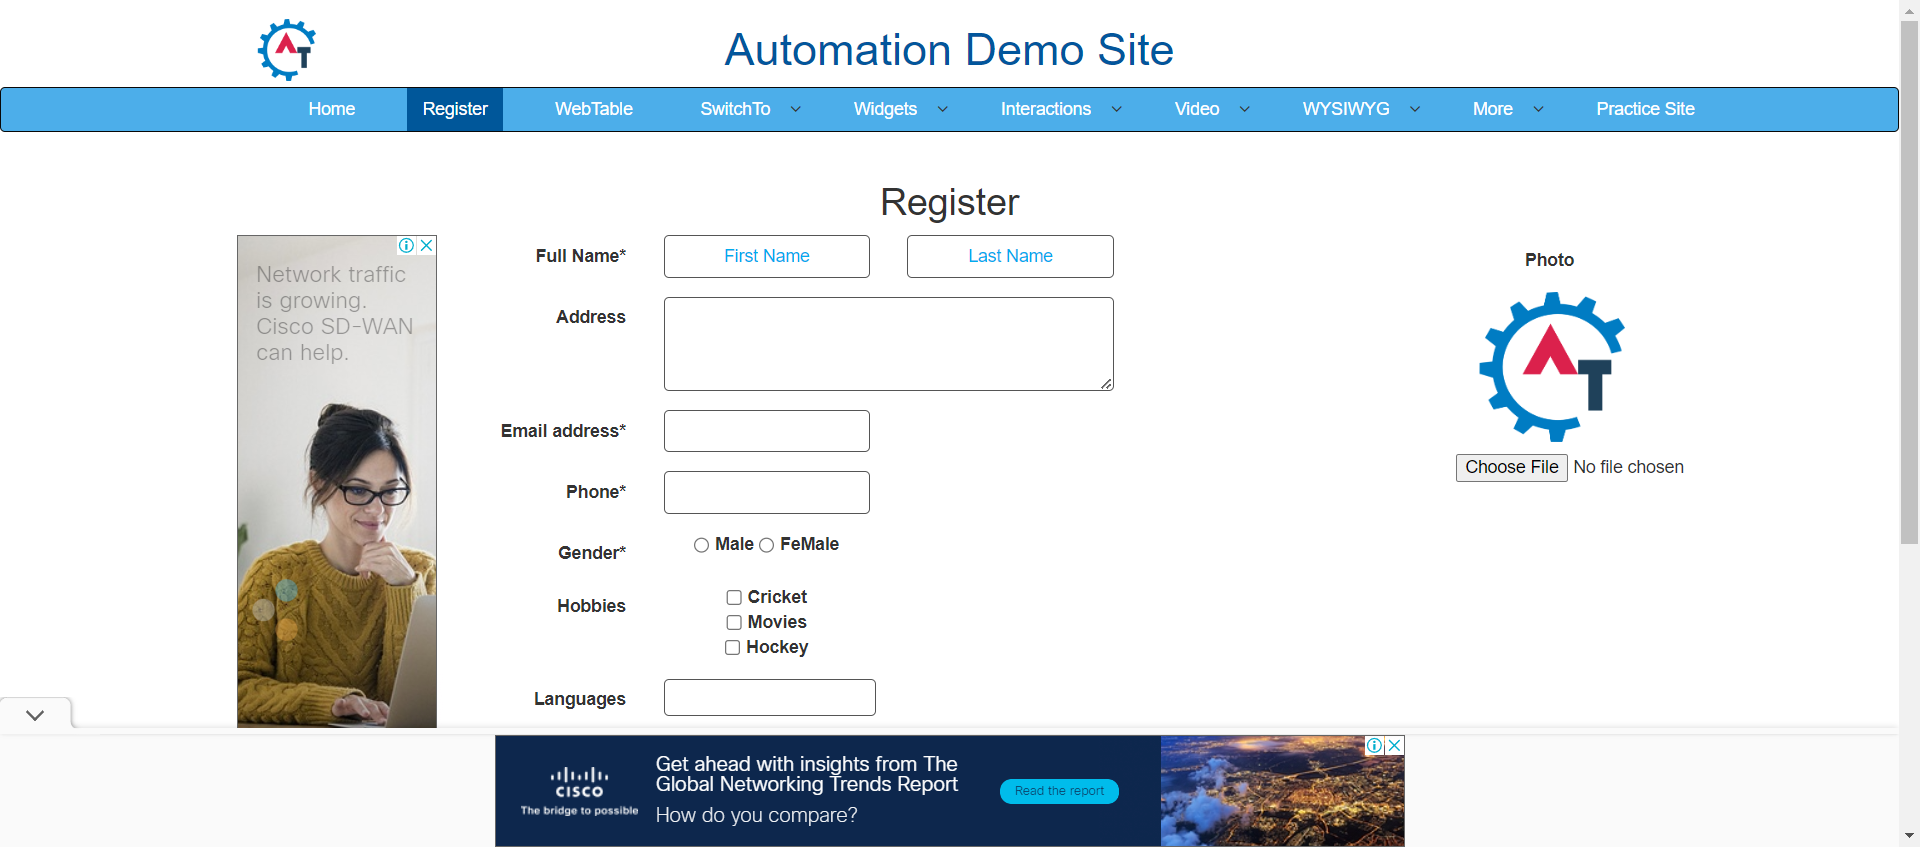 AT
Automation Demo Site
Home Register WebTable SwitchTo Widgets Interactions Video WYSIWYG More Practice Site
Register
Network traffic
is growing.
Cisco SD-WAN
can help.
Full Name* First Name Last Name
Address
Email address*
Phone*
Gender* Male FeMale
Hobbies Cricket
Movies
Hockey
Languages
Photo
AT
Choose File No file chosen
CISCO
The bridge to possible
Get ahead with insights from The
Global Networking Trends Report
How do you compare?
Read the report